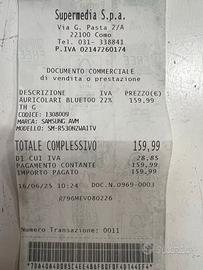 Supermedia S.p.a.
Via G. Pasta 2/A
22100 Como
Tel. 031- 338841
P.IVA 02147260174
DOCUMENTO COMMERCIALE
di vendita o prestazione
DESCRIZIONE IVA PREZZO(€)
AURICOLARI BLUETOO 22% 159,99
TH G
CODICE: 1308009
MARCA: SAMSUNG AVM
MODELLO: SM-R530NZWAITV
TOTALE COMPLESSIVO 159,99
DI CUI IVA 28,85
PAGAMENTO CONTANTE 159,99
IMPORTO PAGATO 159,99
16/06/25 10:24 DOC.N.0969-0003
R/96MEV080226
Numero Transazione: 0011
subito